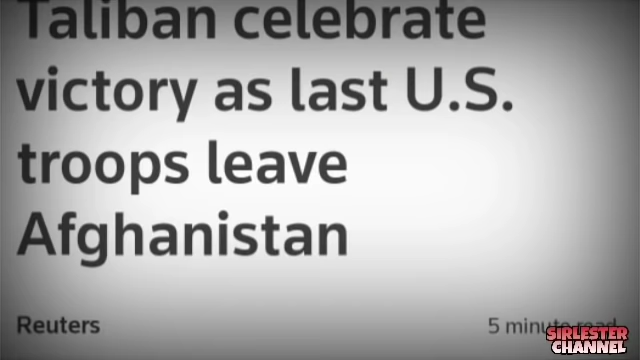 Taliban celebrate
victory as last U.S.
troops leave
Afghanistan
Reuters
5 minute read
SIRLESTER
CHANNEL